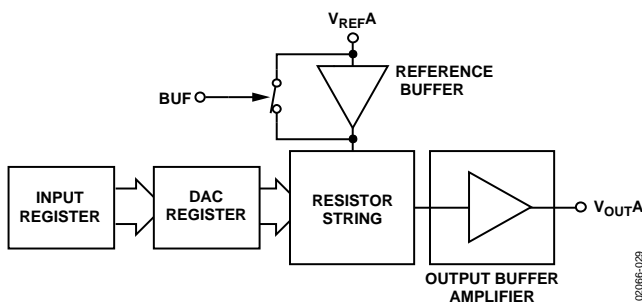 VREFA
REFERENCE
BUFFER
BUF
INPUT
REGISTER
DAC
REGISTER
RESISTOR
STRING
VOUTA
OUTPUT BUFFER
AMPLIFIER
02066-029